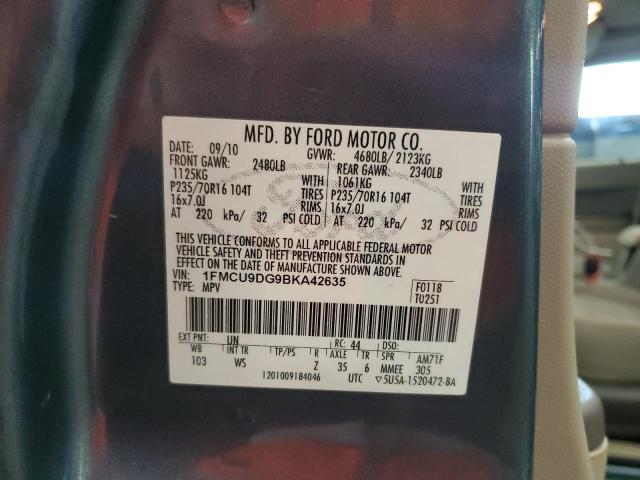 MFD. BY FORD MOTOR CO.
DATE: 09/10 GVWR: 4680LB/ 2123KG
FRONT GAWR: 2480LB REAR GAWR: 2340LB
1125KG WITH 1061KG WITH
P235/70R16 104T TIRES P235/70R16 104T TIRES
16x7.0J RIMS 16x7.0J RIMS
AT 220 kPa/ 32 PSI COLD AT 220 kPa/ 32 PSI COLD
THIS VEHICLE CONFORMS TO ALL APPLICABLE FEDERAL MOTOR
VEHICLE SAFETY AND THEFT PREVENTION STANDARDS IN
EFFECT ON THE DATE OF MANUFACTURE SHOWN ABOVE.
VIN: 1FMCU9DG9BKA42635 F0118
TYPE: MPV T0251
EXT PNT: UN RC: 44 DSO:
WB INT TR TP/PS R AXLE TR SPR AM71F
103 WS Z 35 6 MMEE 305
1201009184046 UTC ▽5U5A-1520472-BA
Ford